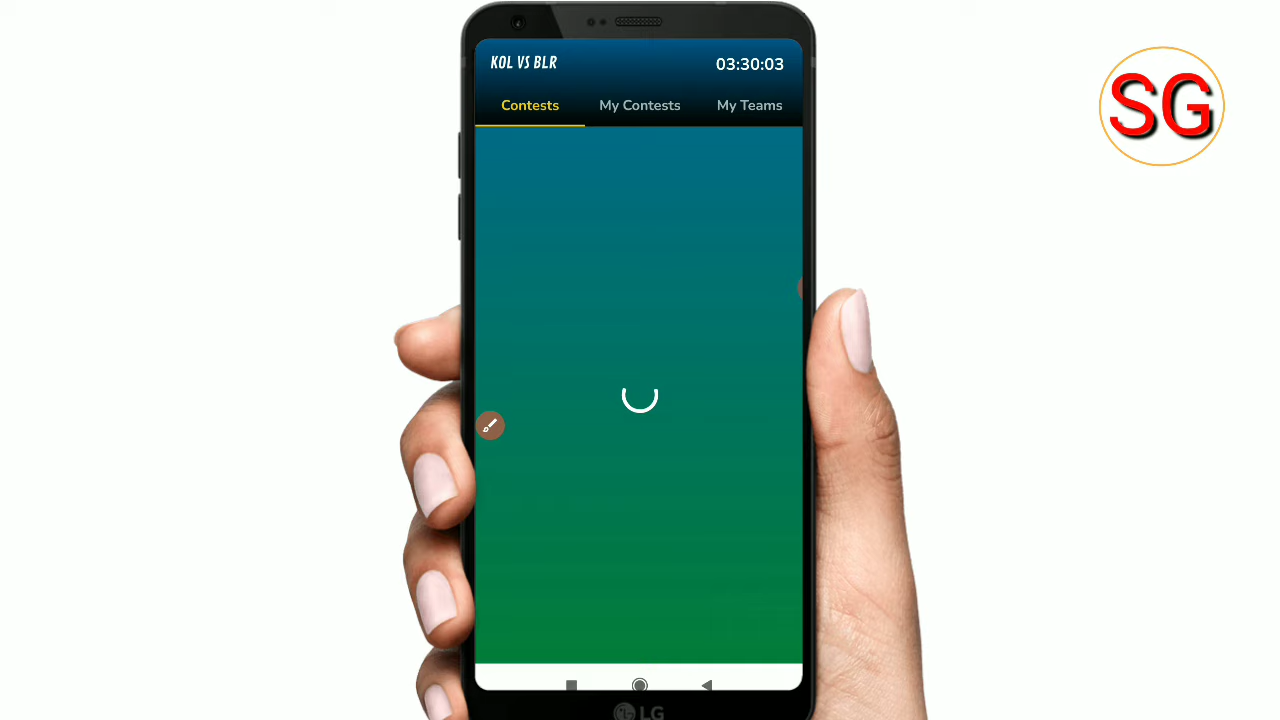 KOL VS BLR
03:30:03
Contests
My Contests
My Teams
SG
LG